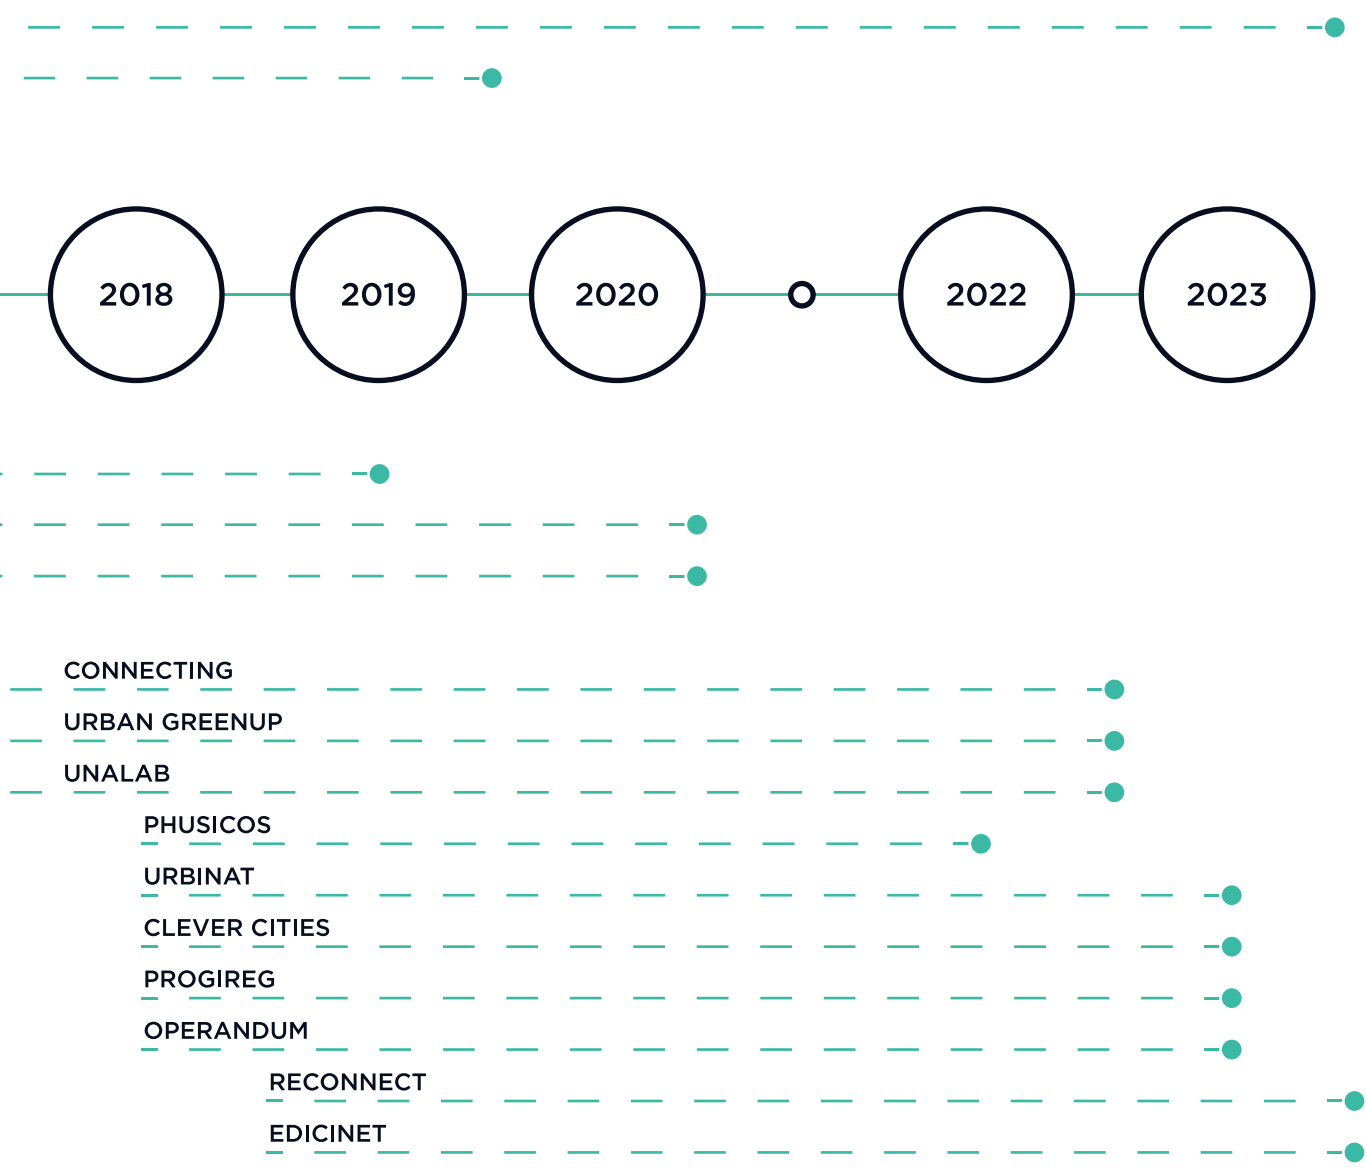 2018 2019 2020 2022 2023
CONNECTING
URBAN GREENUP
UNALAB
PHUSICOS
URBINAT
CLEVER CITIES
PROGIREG
OPERANDUM
RECONNECT
EDICINET